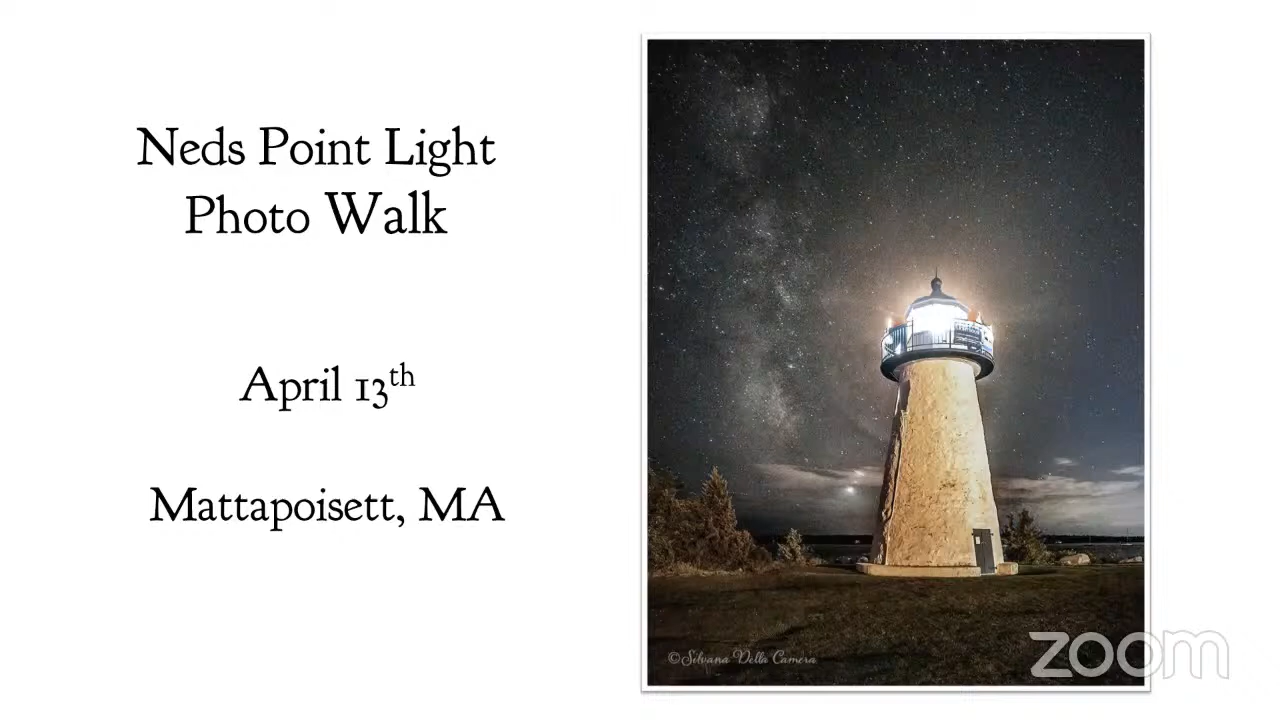 Neds Point Light
Photo Walk
April 13th
Mattapoisett, MA
©Silvana Della Camera
zoom